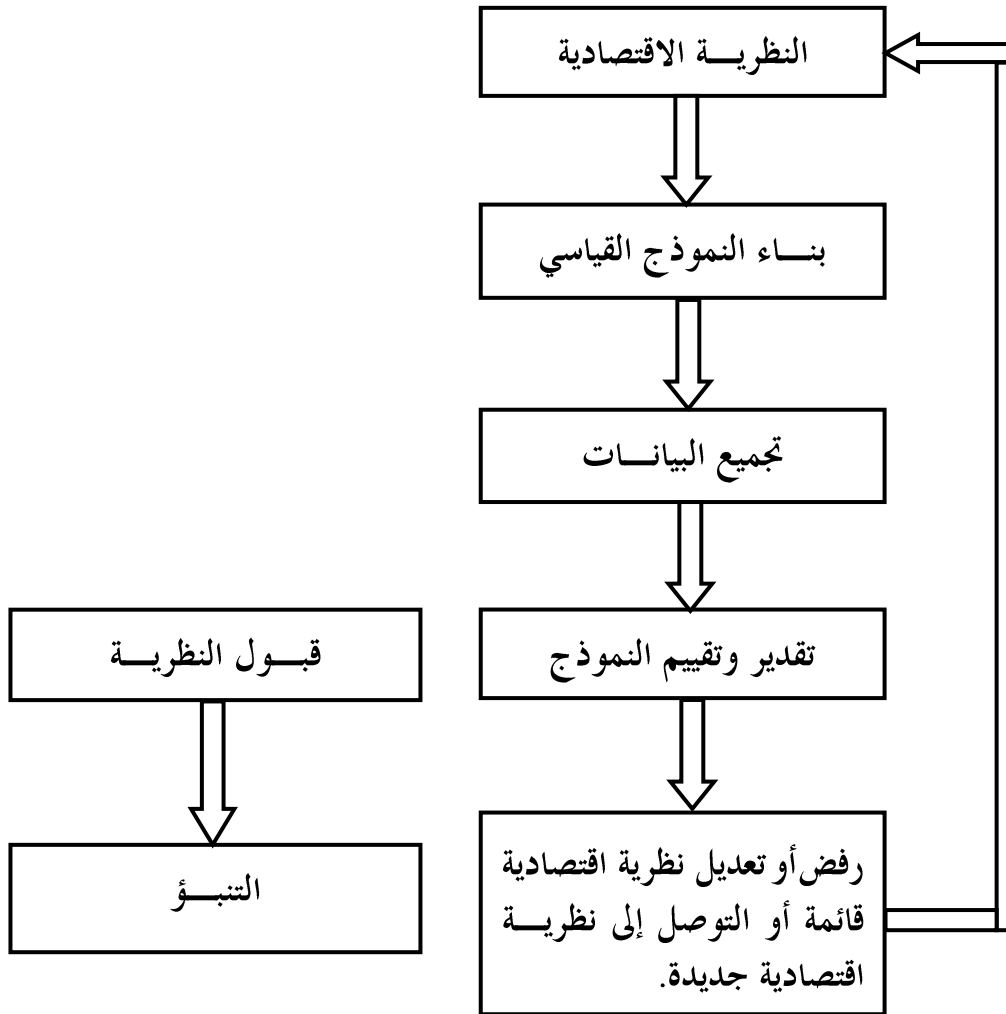 النظريـــة الاقتصادية
بنـــاء النموذج القياسي
تجميع البيانـــات
تقدير وتقييم النموذج
قبـــول النظريـــة
رفض أو تعديل نظرية اقتصادية
قائمة أو التوصل إلى نظريـــة
اقتصادية جديدة.
التنبـــؤ